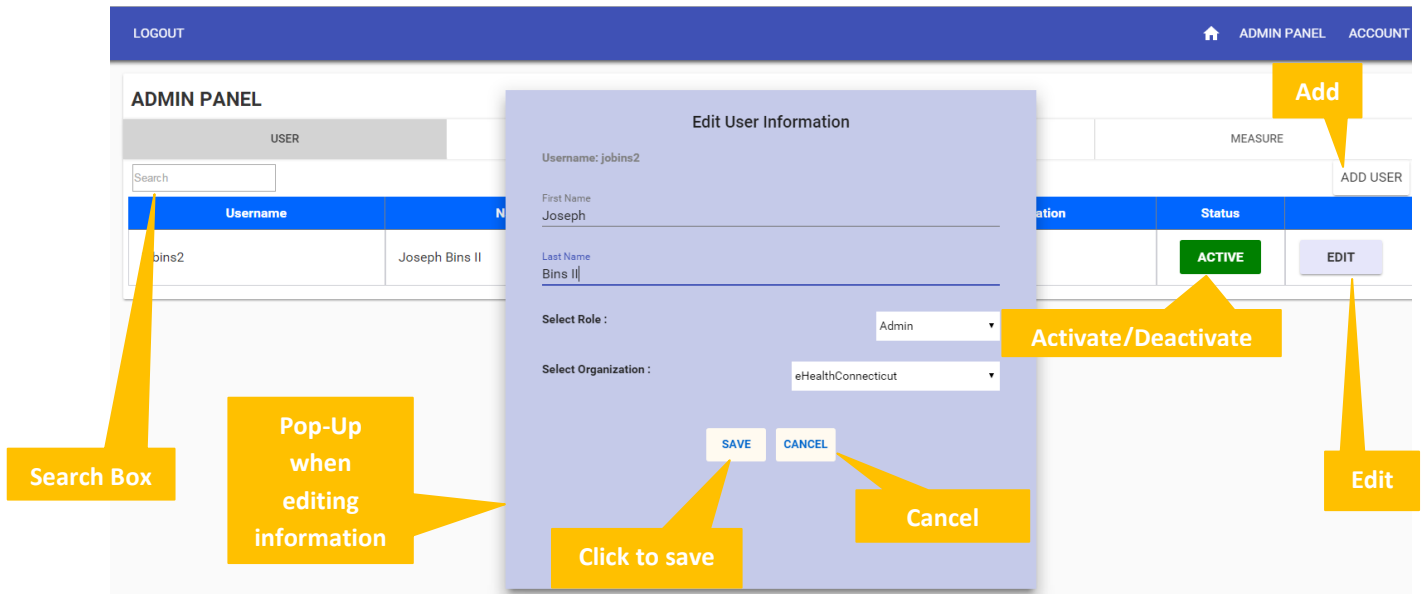 LOGOUT
ADMIN PANEL ACCOUNT
Add
ADMIN PANEL
Edit User Information
USER
MEASURE
Username: jobins2
Search
ADD USER
First Name
Joseph
Username
N
ation
Status
bins2
Joseph Bins II
ACTIVE
EDIT
Last Name
Bins II
Select Role :
Admin
Activate/Deactivate
Select Organization :
eHealthConnecticut
Pop-Up
when
editing
information
SAVE CANCEL
Search Box
Edit
Cancel
Click to save